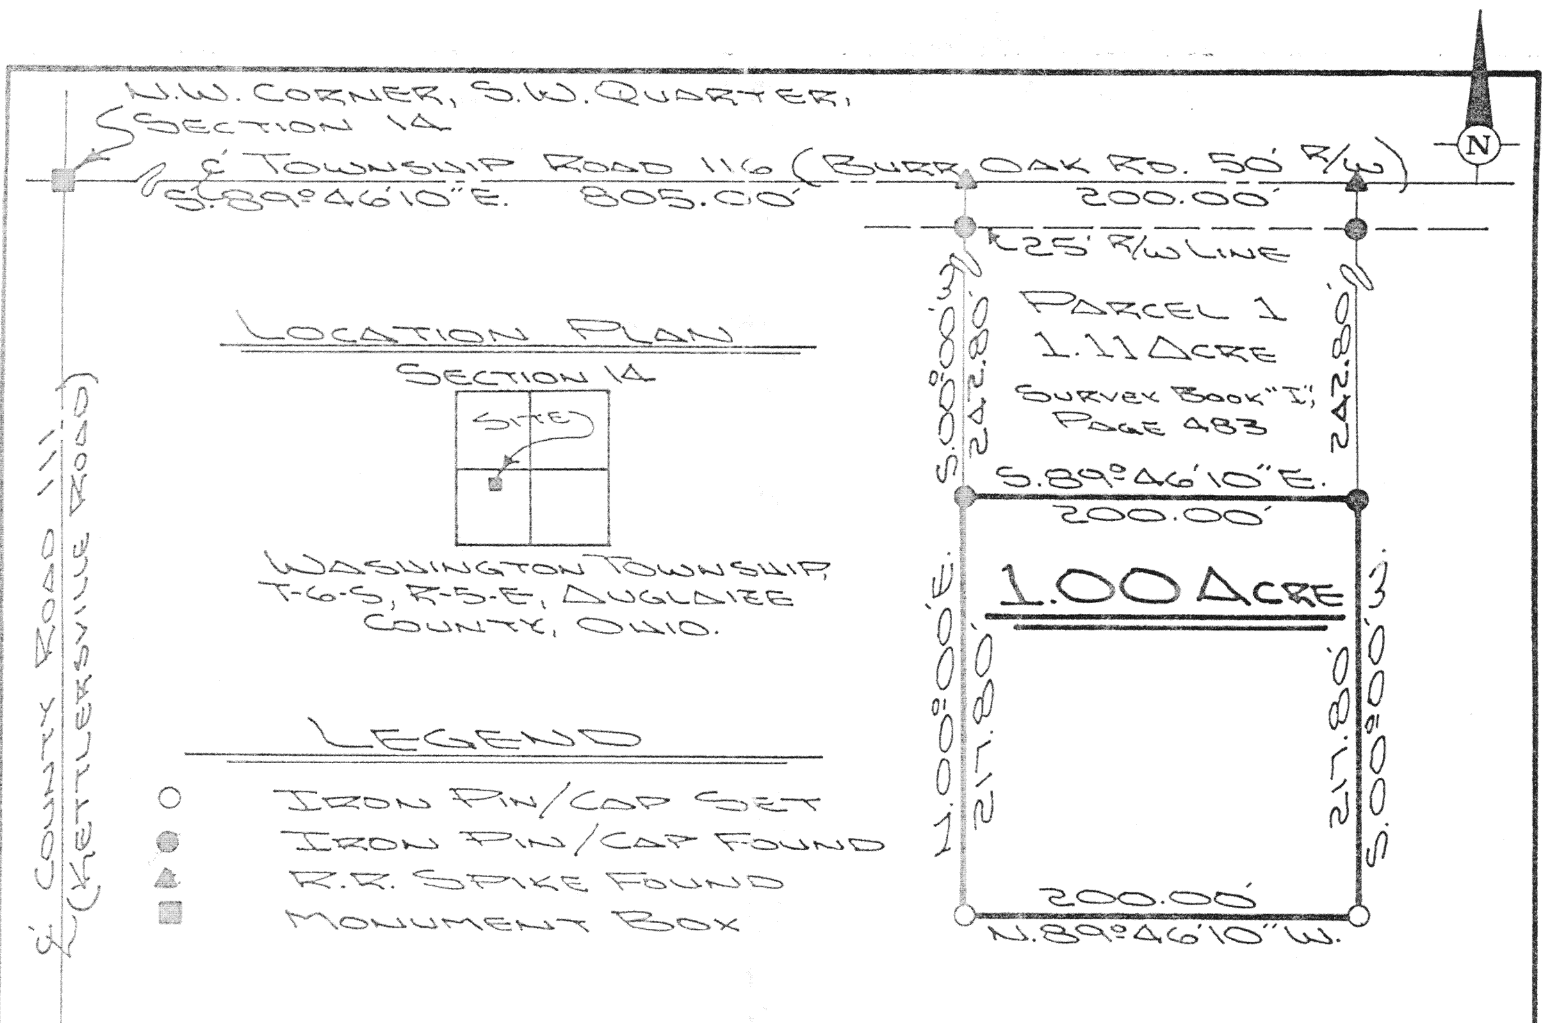 N.W. CORNER, S.W. QUARTER,
SECTION 14
N
℄ TOWNSHIP ROAD 116 (BURR OAK RD. 50' R/W)
S.89°46'10"E. 805.00' 200.00'
25' R/W LINE
S.00°00'00"W.
242.80'
PARCEL 1
1.11 ACRE
SURVEY BOOK "I",
PAGE 483
242.80'
LOCATION PLAN
SECTION 14
SITE
WASHINGTON TOWNSHIP,
T-6-S, R-5-E, AUGLAIZE
COUNTY, OHIO.
℄ COUNTY ROAD 111
(KETTLERSVILLE ROAD)
S.89°46'10"E.
200.00'
1.00 ACRE
N.00°00'00"E.
217.80'
217.80'
S.00°00'00"W.
200.00'
N.89°46'10"W.
LEGEND
IRON PIN/CAP SET
IRON PIN/CAP FOUND
R.R. SPIKE FOUND
MONUMENT BOX